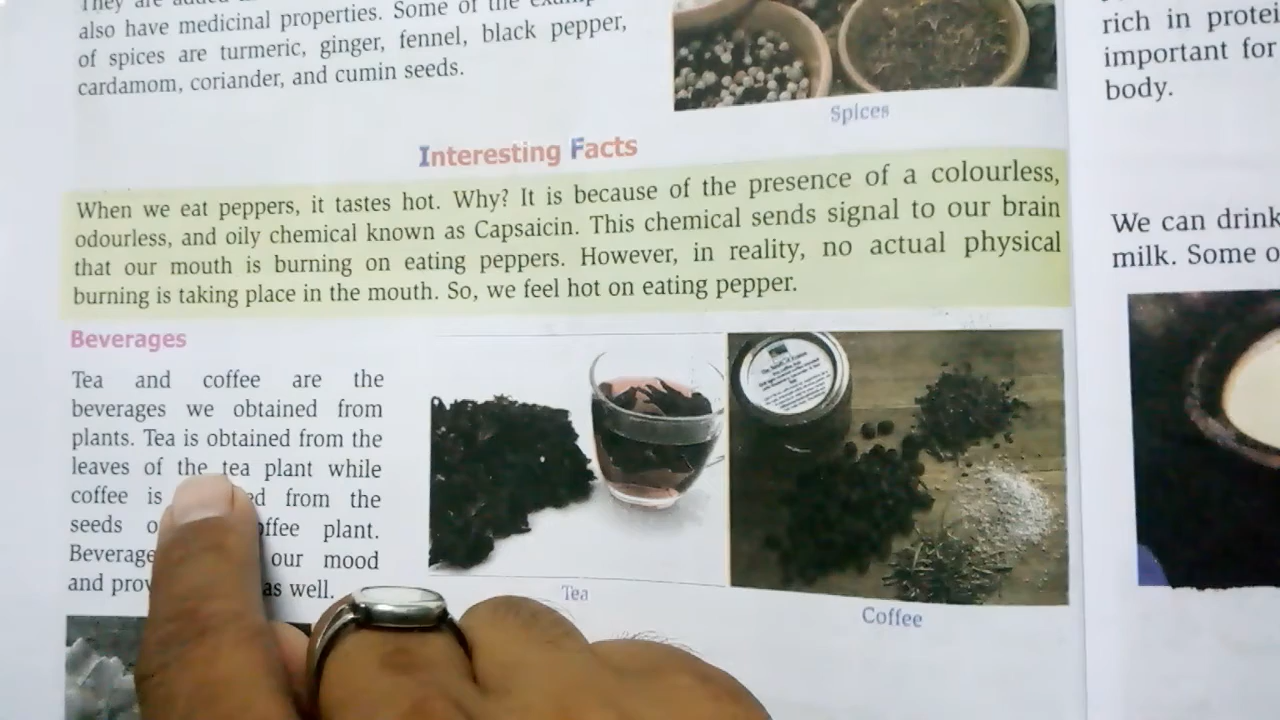 They are added
also have medicinal properties. Some of the examp
of spices are turmeric, ginger, fennel, black pepper,
cardamom, coriander, and cumin seeds.
Spices
Interesting Facts
When we eat peppers, it tastes hot. Why? It is because of the presence of a colourless,
odourless, and oily chemical known as Capsaicin. This chemical sends signal to our brain
that our mouth is burning on eating peppers. However, in reality, no actual physical
burning is taking place in the mouth. So, we feel hot on eating pepper.
Beverages
Tea and coffee are the
beverages we obtained from
plants. Tea is obtained from the
leaves of the tea plant while
coffee is ed from the
seeds o offee plant.
Beverage our mood
and prov as well.
Tea
Coffee
rich in protei
important for
body.
We can drink
milk. Some o